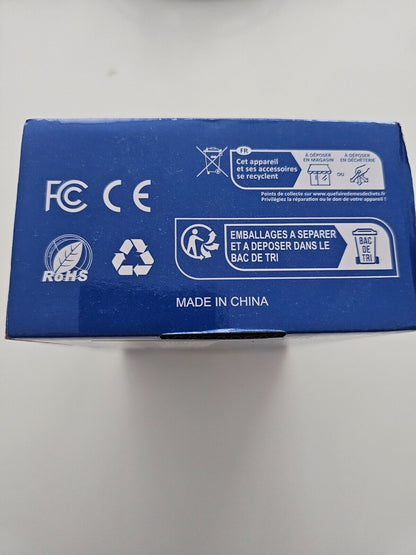 FR
Cet appareil
et ses accessoires
se recyclent
À DÉPOSER
EN MAGASIN
OU
À DÉPOSER
EN DÉCHÈTERIE
Points de collecte sur www.quefairedemesdechets.fr
Privilégiez la réparation ou le don de votre appareil !
FC CE
EMBALLAGES A SEPARER
ET A DEPOSER DANS LE
BAC DE TRI
BAC
DE
TRI
RoHS
MADE IN CHINA